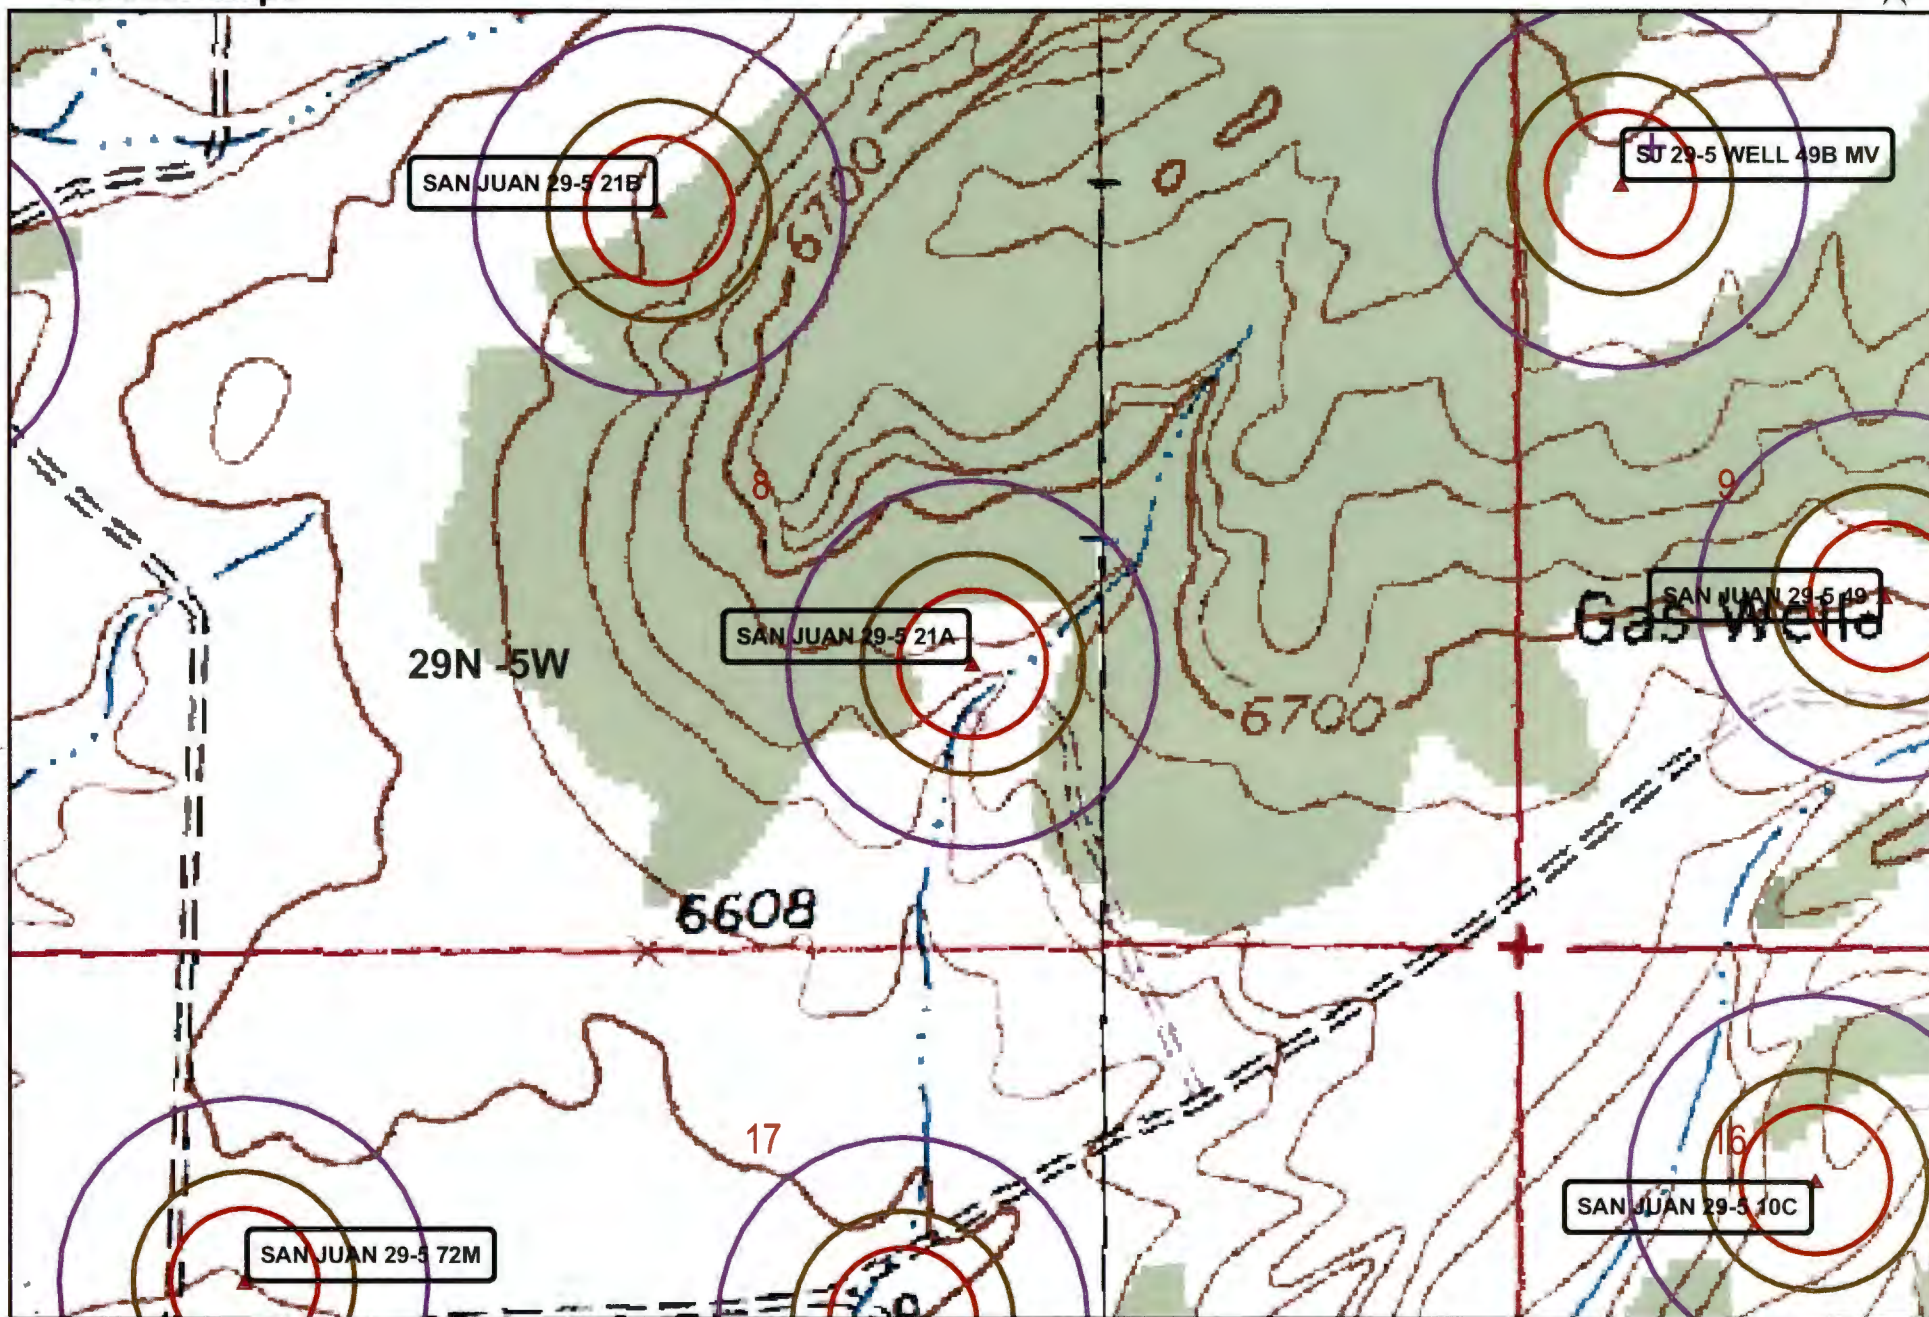 SAN JUAN 29-5 21B
SJ 29-5 WELL 49B MV
6700
8
9
SAN JUAN 29-5 21A
SAN JUAN 29-5 49
Gas Wells
29N -5W
6700
6608
17
16
SAN JUAN 29-5 10C
SAN JUAN 29-5 72M